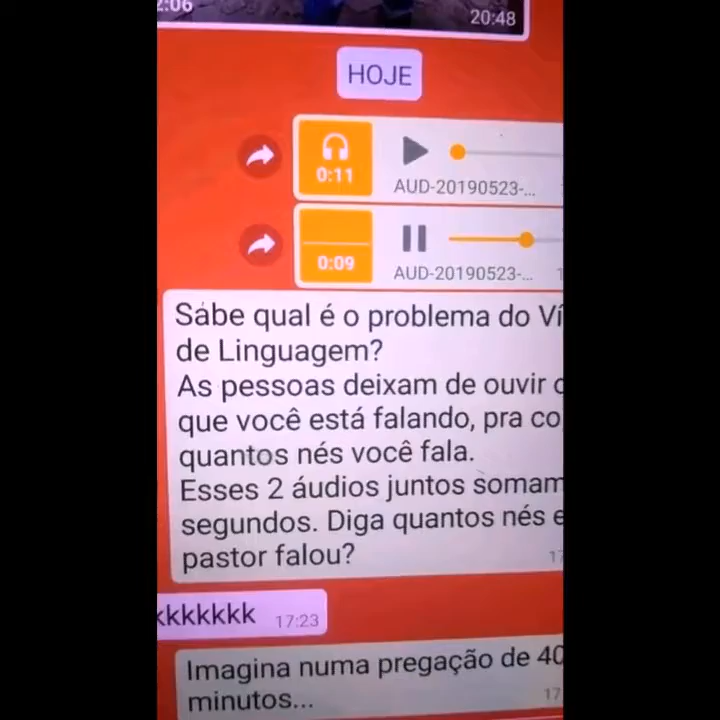 2:06
20:48
HOJE
0:11
AUD-20190523-...
0:09
AUD-20190523-...
Sabe qual é o problema do
de Linguagem?
As pessoas deixam de ouvir
que você está falando, pra
quantos nés você fala.
Esses 2 áudios juntos somam
segundos. Diga quantos nés
pastor falou?
kkkkkkk 17:23
Imagina numa pregação de 40
minutos...